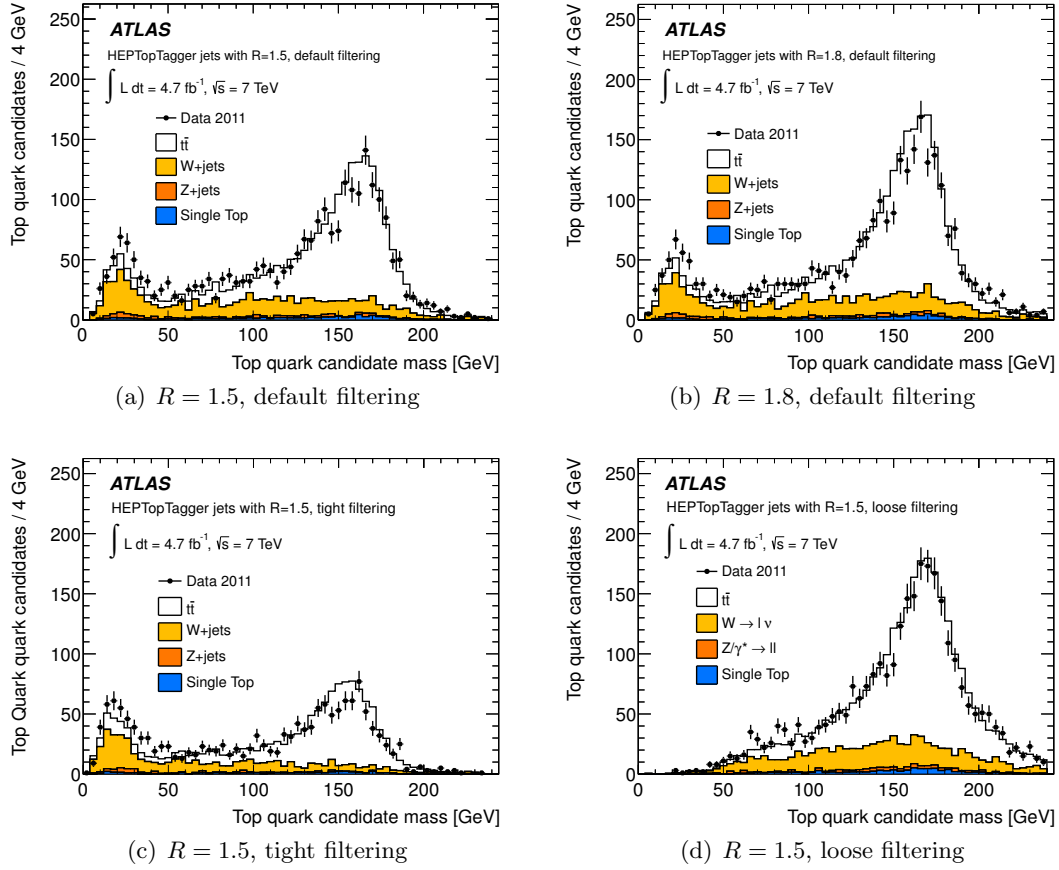 Top quark candidates / 4 GeV
250
200
150
100
50
0
ATLAS
HEPTopTagger jets with R=1.5, default filtering
∫ L dt = 4.7 fb⁻¹, √s = 7 TeV
Data 2011
tt̄
W+jets
Z+jets
Single Top
0 50 100 150 200
Top quark candidate mass [GeV]
(a) R = 1.5, default filtering
Top quark candidates / 4 GeV
250
200
150
100
50
0
ATLAS
HEPTopTagger jets with R=1.8, default filtering
∫ L dt = 4.7 fb⁻¹, √s = 7 TeV
Data 2011
tt̄
W+jets
Z+jets
Single Top
0 50 100 150 200
Top quark candidate mass [GeV]
(b) R = 1.8, default filtering
Top Quark candidates / 4 GeV
250
200
150
100
50
0
ATLAS
HEPTopTagger jets with R=1.5, tight filtering
∫ L dt = 4.7 fb⁻¹, √s = 7 TeV
Data 2011
tt̄
W+jets
Z+jets
Single Top
0 50 100 150 200
Top quark candidate mass [GeV]
(c) R = 1.5, tight filtering
Top quark candidates / 4 GeV
250
200
150
100
50
0
ATLAS
HEPTopTagger jets with R=1.5, loose filtering
∫ L dt = 4.7 fb⁻¹, √s = 7 TeV
Data 2011
tt̄
W → l ν
Z/γ* → ll
Single Top
0 50 100 150 200
Top quark candidate mass [GeV]
(d) R = 1.5, loose filtering